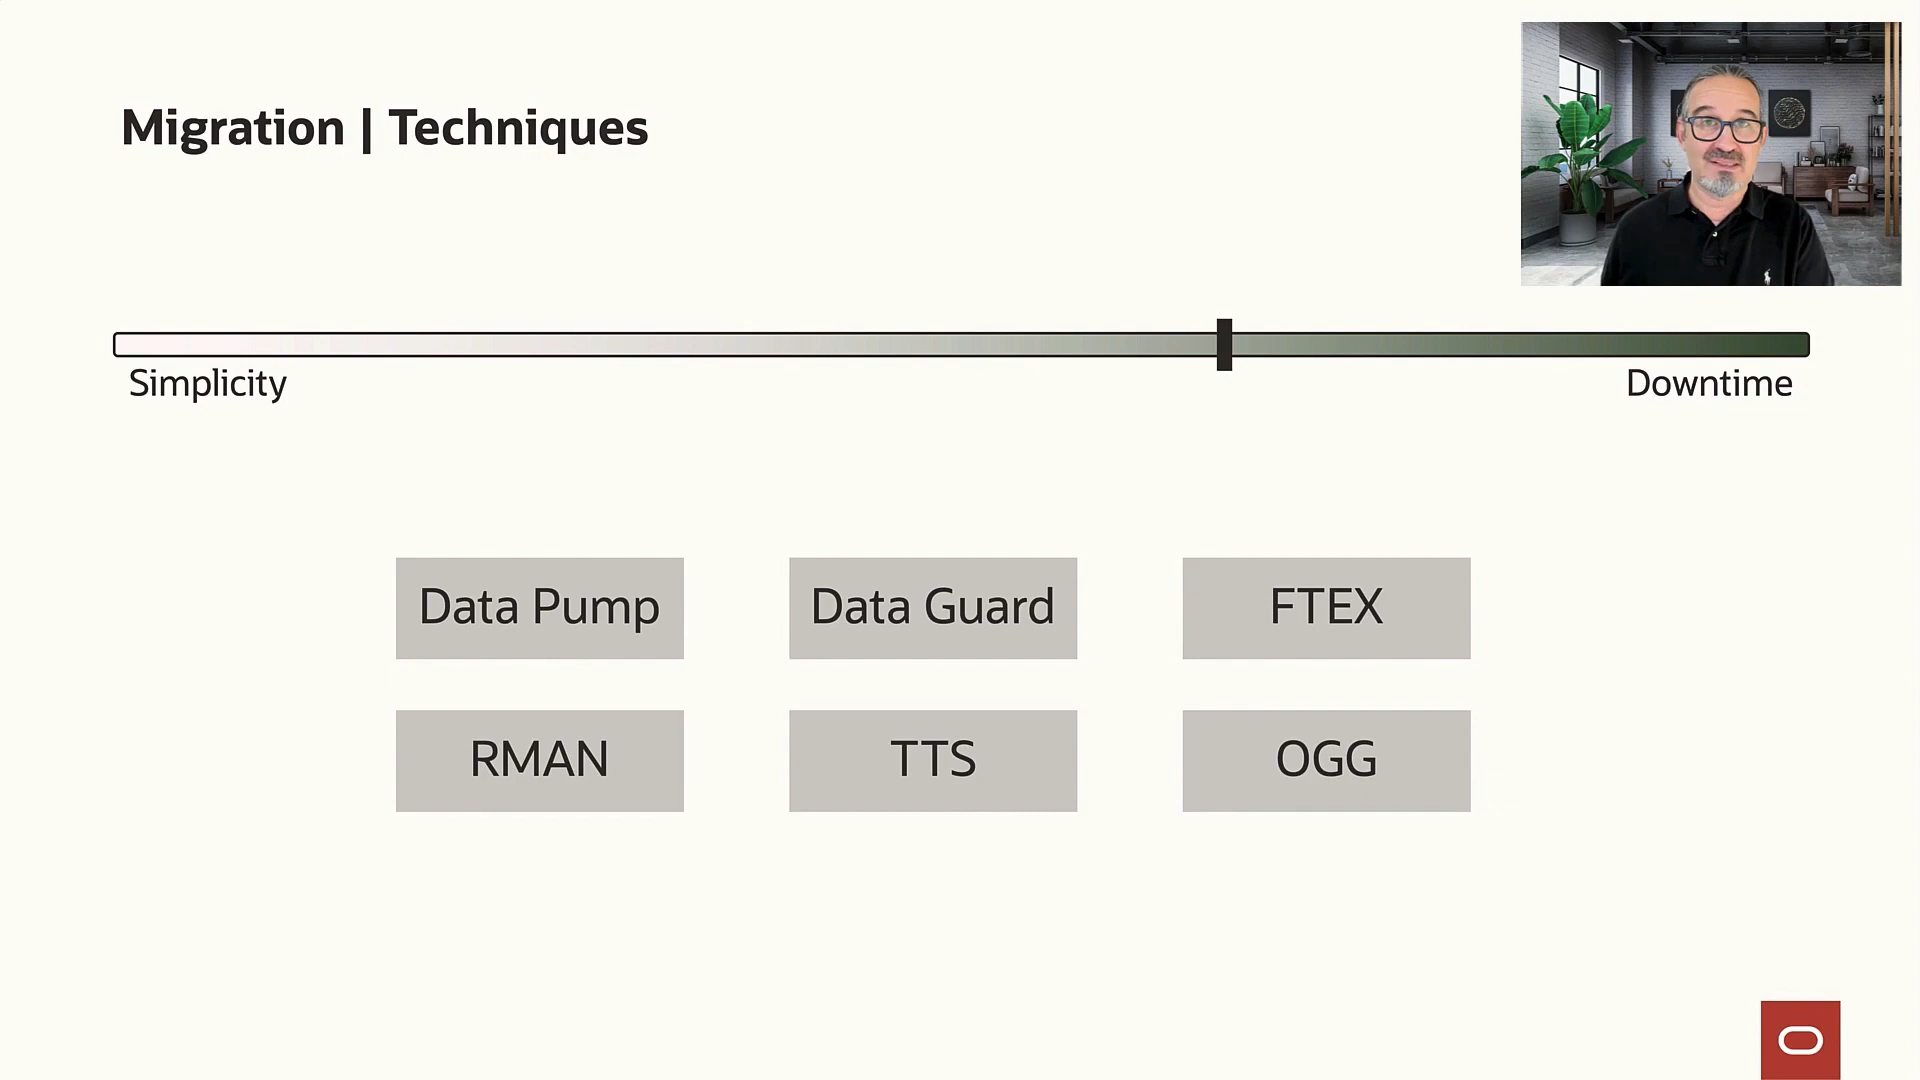 Migration | Techniques
Simplicity
Downtime
Data Pump
Data Guard
FTEX
RMAN
TTS
OGG